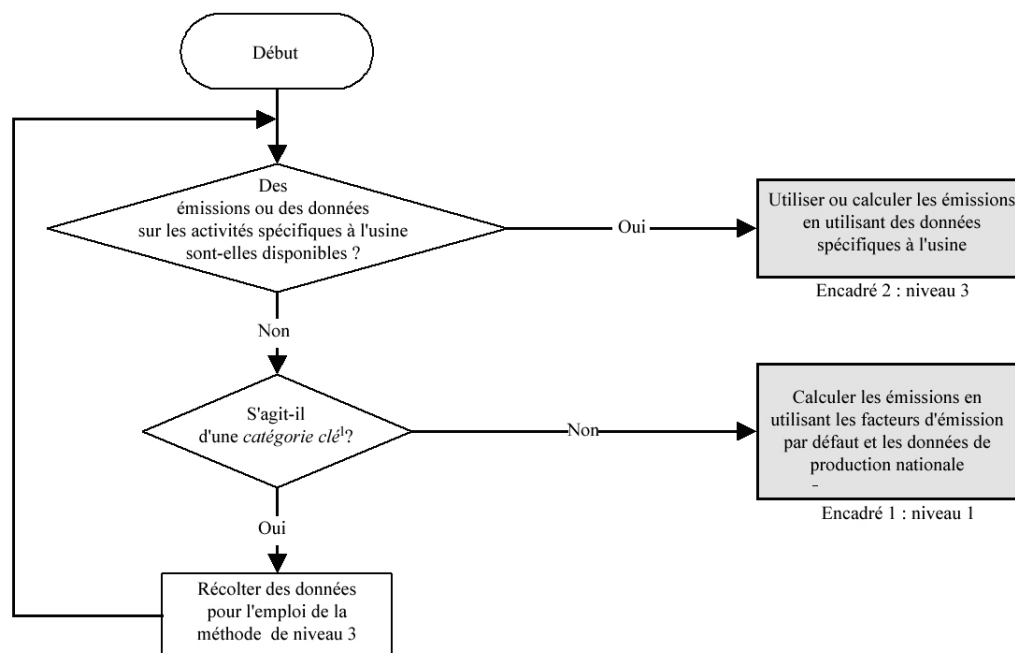 Début
Des
émissions ou des données
sur les activités spécifiques à l'usine
sont-elles disponibles ?
Oui
Utiliser ou calculer les émissions
en utilisant des données
spécifiques à l'usine
Encadré 2 : niveau 3
Non
S'agit-il
d'une catégorie clé¹?
Non
Calculer les émissions en
utilisant les facteurs d'émission
par défaut et les données de
production nationale
Encadré 1 : niveau 1
Oui
Récolter des données
pour l'emploi de la
méthode de niveau 3